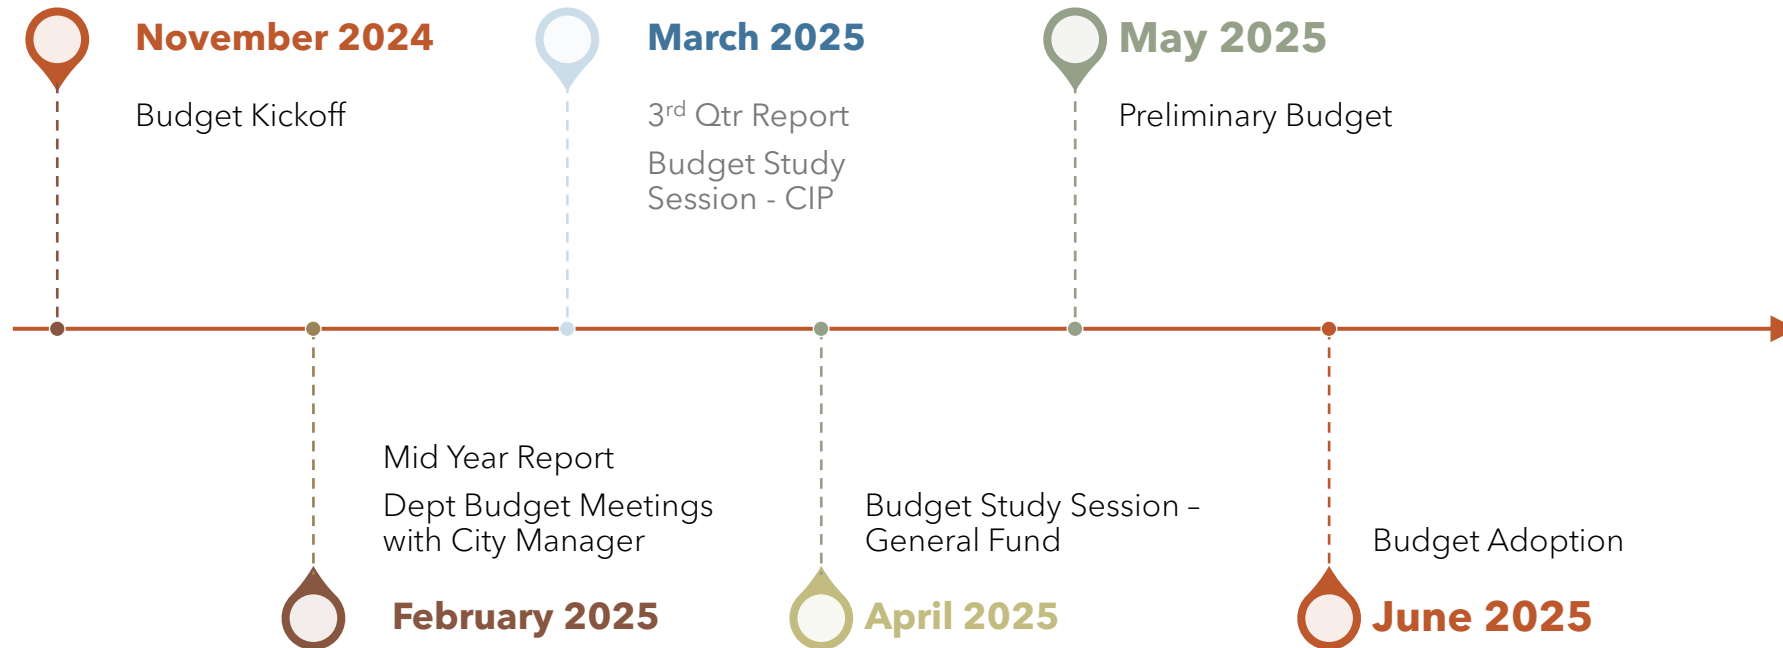 November 2024
Budget Kickoff
March 2025
3rd Qtr Report
Budget Study
Session - CIP
May 2025
Preliminary Budget
Mid Year Report
Dept Budget Meetings
with City Manager
February 2025
Budget Study Session –
General Fund
April 2025
Budget Adoption
June 2025